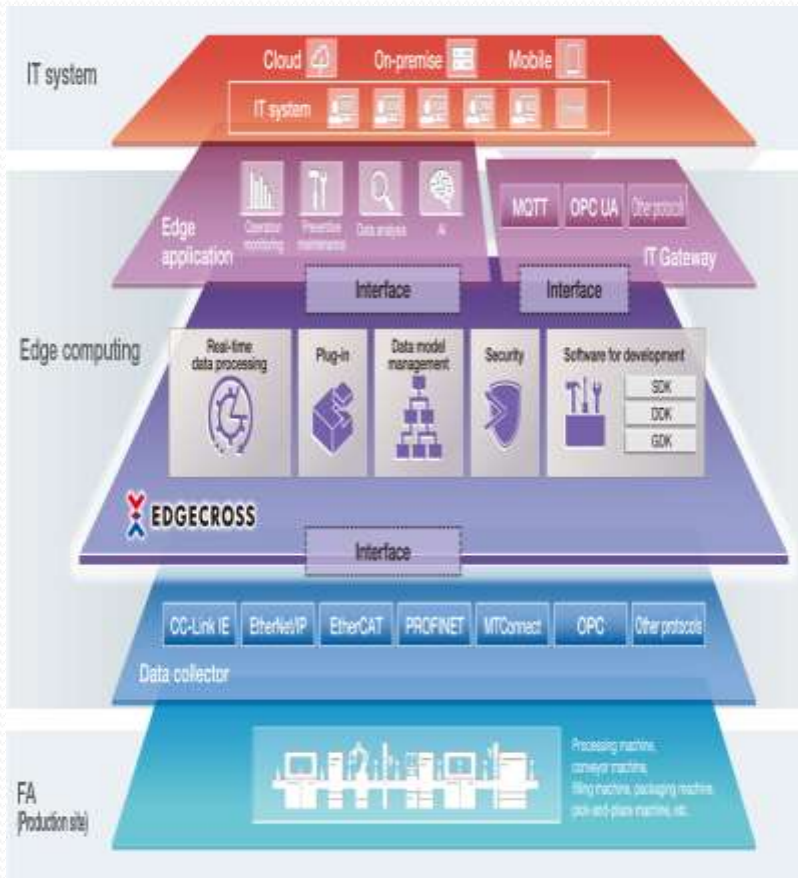 IT system
Cloud
On-premise
Mobile
IT system
Edge computing
Edge
application
Operation
monitoring
Preventive
maintenance
Data analysis
AI
MQTT
OPC UA
Other protocols
IT Gateway
Interface
Interface
Real-time
data processing
Plug-in
Data model
management
Security
Software for development
SDK
DDK
GDK
EDGECROSS
Interface
CC-Link IE
EtherNet/IP
EtherCAT
PROFINET
MTConnect
OPC
Other protocols
Data collector
FA
(Production site)
Processing machine,
conveyor machine,
filling machine, packaging machine,
pick-and-place machine, etc.